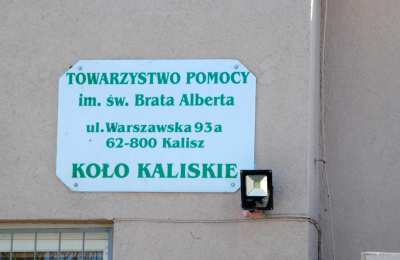 TOWARZYSTWO POMOCY
im. św. Brata Alberta
ul. Warszawska 93a
62-800 Kalisz
KOŁO KALISKIE